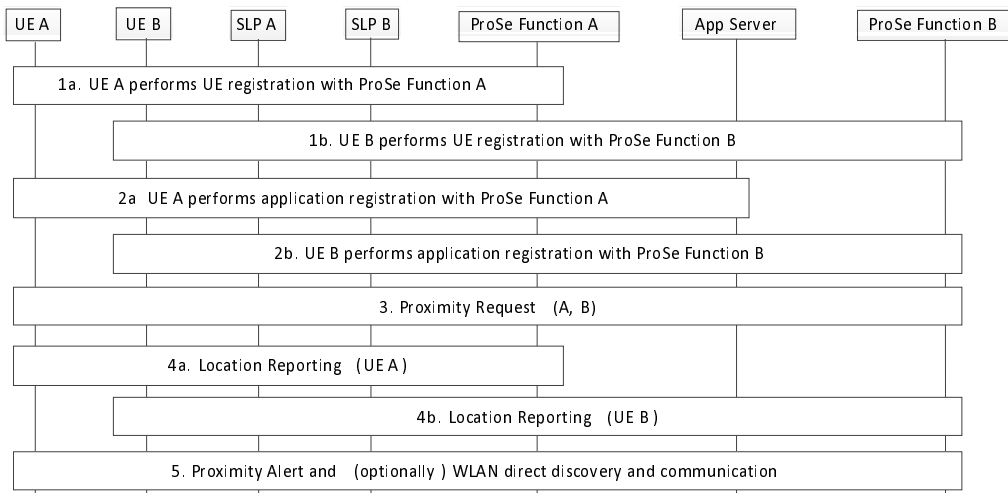 UE A
UE B
SLP A
SLP B
ProSe Function A
App Server
ProSe Function B
1a. UE A performs UE registration with ProSe Function A
1b. UE B performs UE registration with ProSe Function B
2a UE A performs application registration with ProSe Function A
2b. UE B performs application registration with ProSe Function B
3. Proximity Request (A, B)
4a. Location Reporting (UE A)
4b. Location Reporting (UE B)
5. Proximity Alert and (optionally) WLAN direct discovery and communication